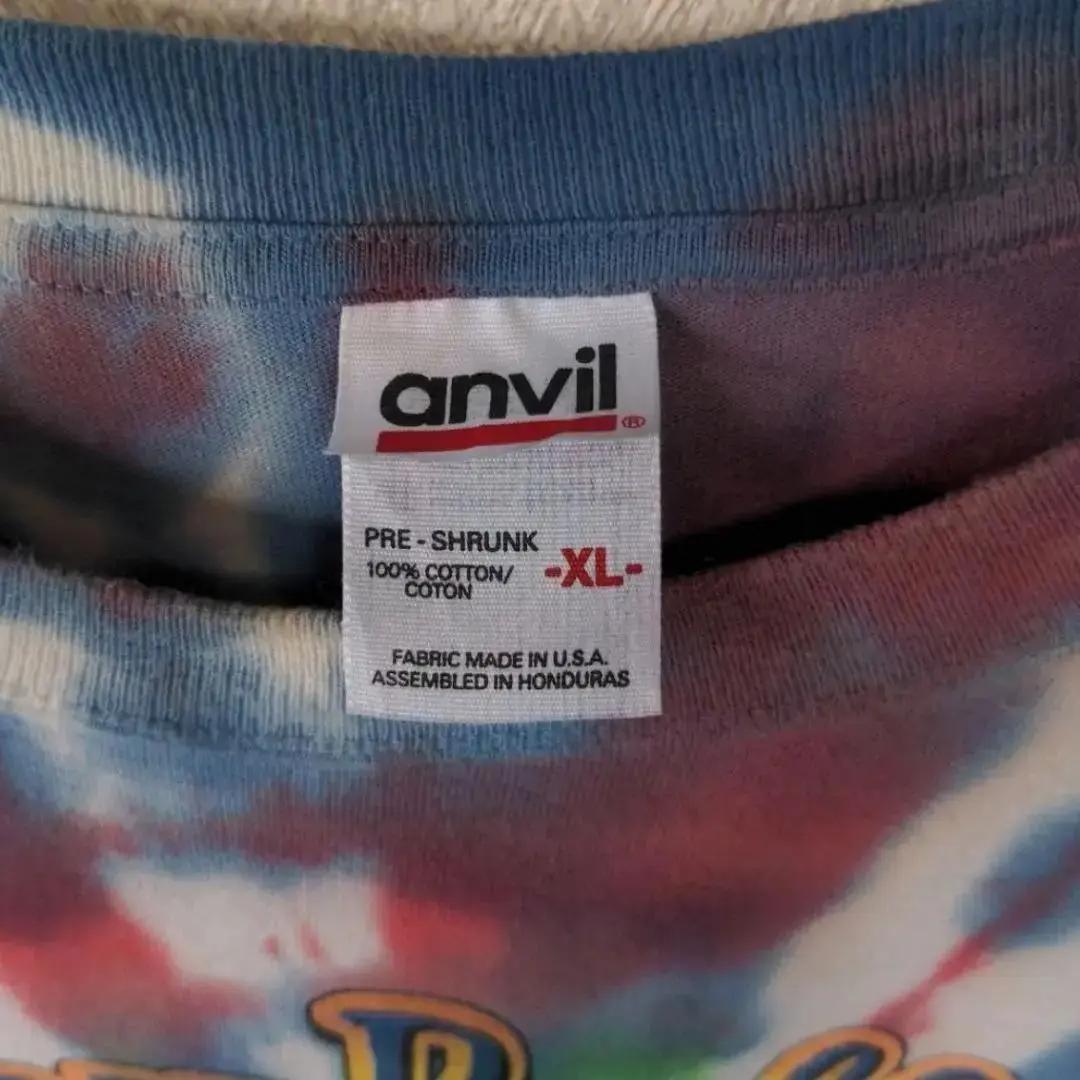 anvil®
PRE - SHRUNK
100% COTTON/
COTON
-XL-
FABRIC MADE IN U.S.A.
ASSEMBLED IN HONDURAS